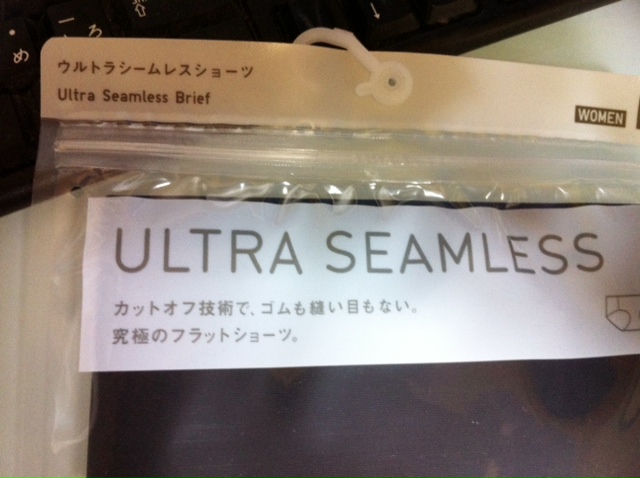 め
ろ
ウルトラシームレスショーツ
Ultra Seamless Brief
WOMEN
ULTRA SEAMLESS
カットオフ技術で、ゴムも縫い目もない。
究極のフラットショーツ。